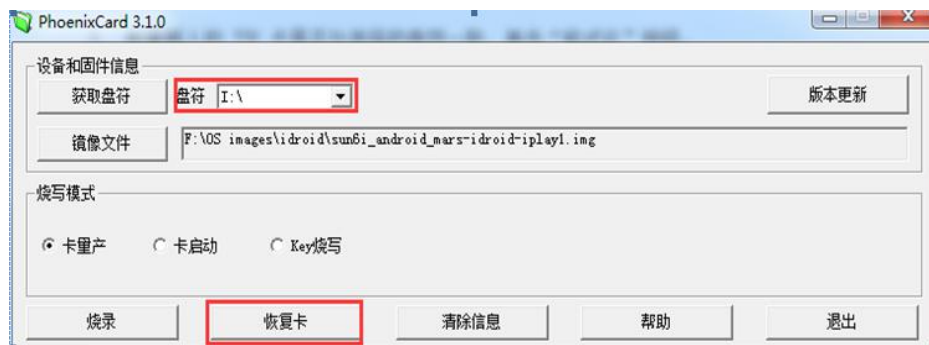 PhoenixCard 3.1.0
设备和固件信息
获取盘符 盘符 I:\ 版本更新
镜像文件 F:\OS images\idroid\sun6i_android_mars-idroid-iplay1.img
烧写模式
卡量产 卡启动 Key烧写
烧录 恢复卡 清除信息 帮助 退出